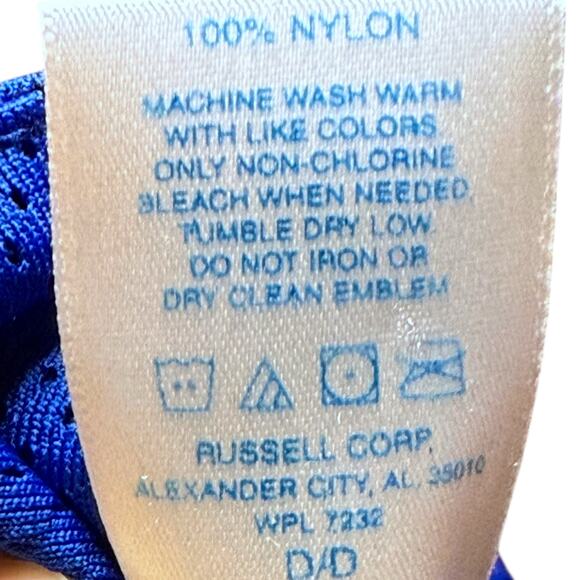 100% NYLON
MACHINE WASH WARM
WITH LIKE COLORS
ONLY NON-CHLORINE
BLEACH WHEN NEEDED,
TUMBLE DRY LOW.
DO NOT IRON OR
DRY CLEAN EMBLEM
RUSSELL CORP.
ALEXANDER CITY, AL. 35010
WPL 7232
D/D